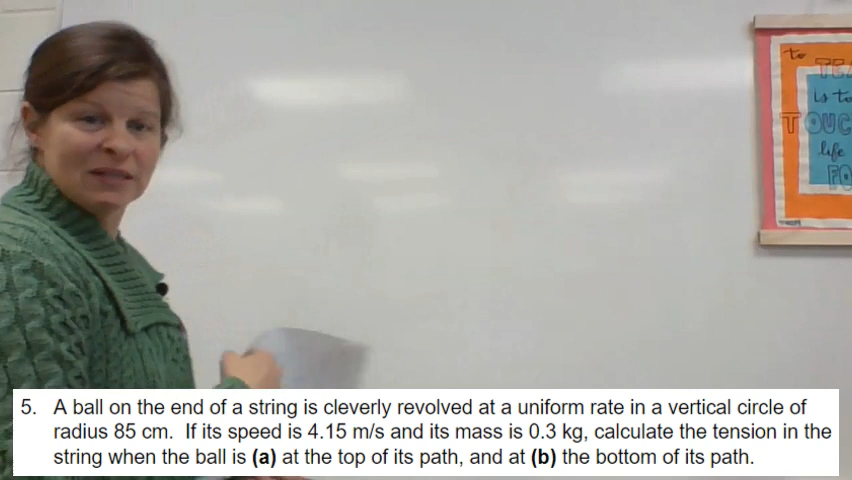 to
is to
life
5. A ball on the end of a string is cleverly revolved at a uniform rate in a vertical circle of
radius 85 cm. If its speed is 4.15 m/s and its mass is 0.3 kg, calculate the tension in the
string when the ball is (a) at the top of its path, and at (b) the bottom of its path.